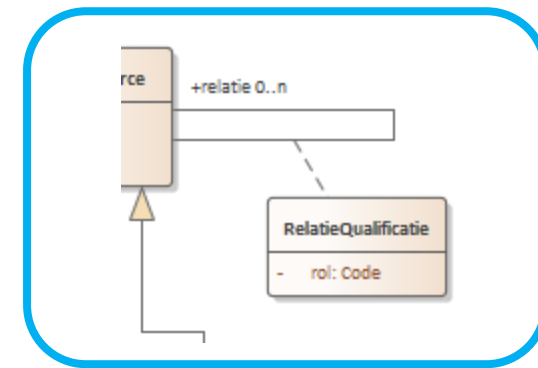 rce
+relatie 0..n
RelatieQualificatie
- rol: Code